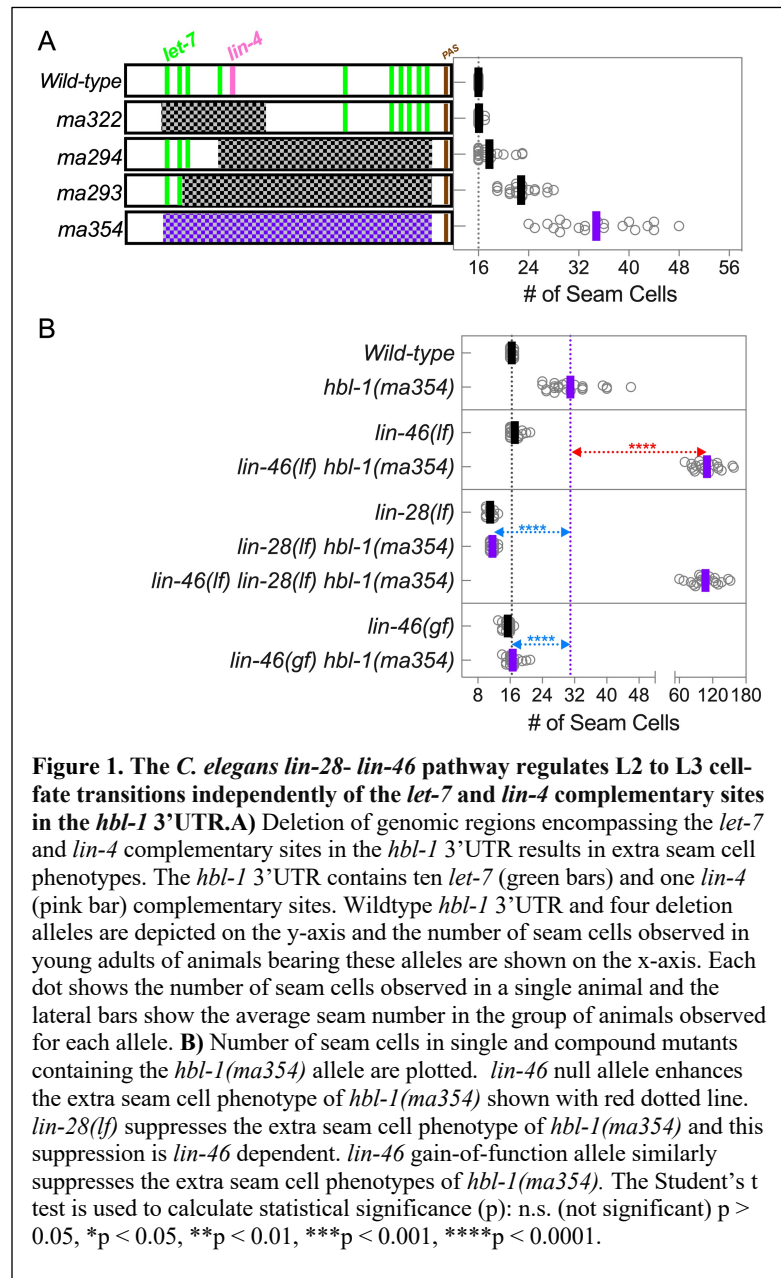 A
let-7
lin-4
PAS
Wild-type
ma322
ma294
ma293
ma354
16 24 32 40 48 56
# of Seam Cells
B
Wild-type
hbl-1(ma354)
lin-46(lf)
****
lin-46(lf) hbl-1(ma354)
lin-28(lf)
****
lin-28(lf) hbl-1(ma354)
lin-46(lf) lin-28(lf) hbl-1(ma354)
lin-46(gf)
****
lin-46(gf) hbl-1(ma354)
8 16 24 32 40 48 60 120 180
# of Seam Cells
Figure 1. The C. elegans lin-28- lin-46 pathway regulates L2 to L3 cell-
fate transitions independently of the let-7 and lin-4 complementary sites
in the hbl-1 3’UTR.A) Deletion of genomic regions encompassing the let-7
and lin-4 complementary sites in the hbl-1 3’UTR results in extra seam cell
phenotypes. The hbl-1 3’UTR contains ten let-7 (green bars) and one lin-4
(pink bar) complementary sites. Wildtype hbl-1 3’UTR and four deletion
alleles are depicted on the y-axis and the number of seam cells observed in
young adults of animals bearing these alleles are shown on the x-axis. Each
dot shows the number of seam cells observed in a single animal and the
lateral bars show the average seam number in the group of animals observed
for each allele. B) Number of seam cells in single and compound mutants
containing the hbl-1(ma354) allele are plotted. lin-46 null allele enhances
the extra seam cell phenotype of hbl-1(ma354) shown with red dotted line.
lin-28(lf) suppresses the extra seam cell phenotype of hbl-1(ma354) and this
suppression is lin-46 dependent. lin-46 gain-of-function allele similarly
suppresses the extra seam cell phenotypes of hbl-1(ma354). The Student’s t
test is used to calculate statistical significance (p): n.s. (not significant) p >
0.05, *p < 0.05, **p < 0.01, ***p < 0.001, ****p < 0.0001.